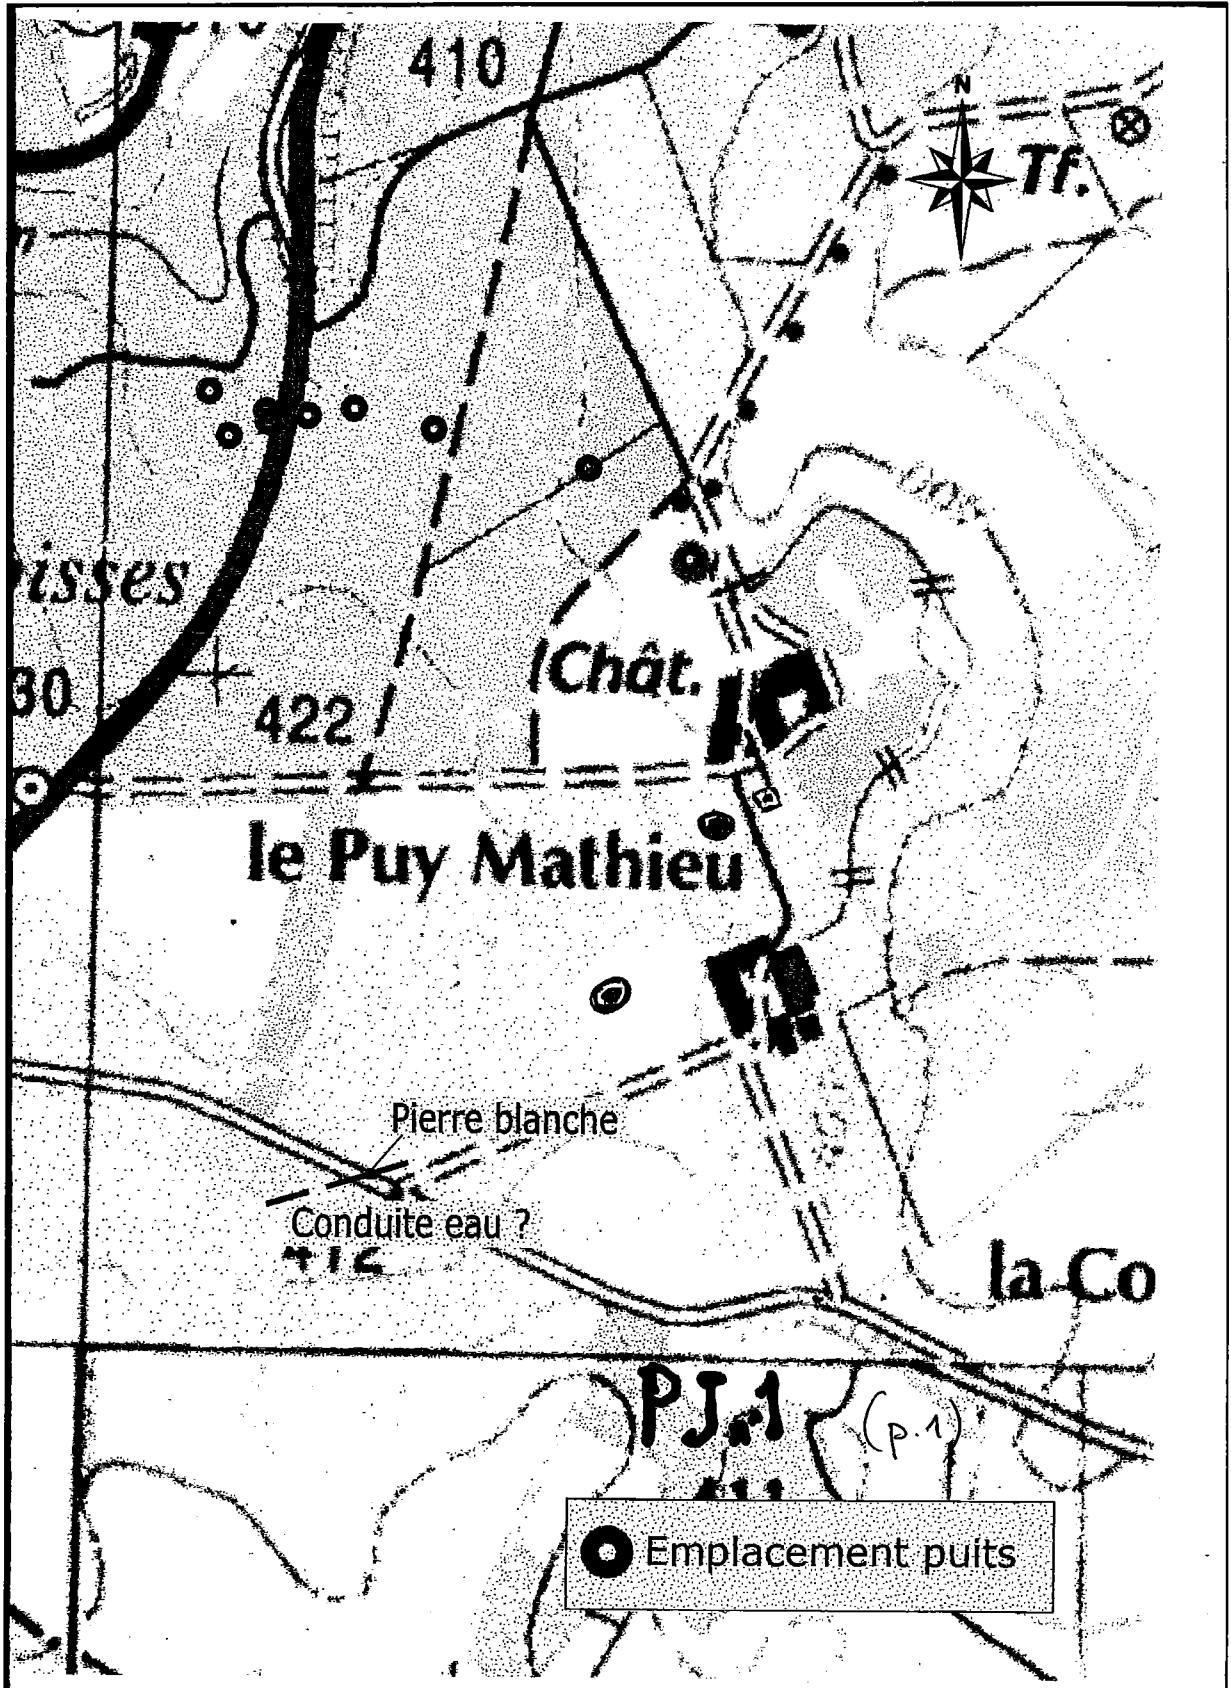 410
N
Tf.
isses
Chât.
30
422
le Puy Mathieu
Pierre blanche
Conduite eau ?
412
la Co
PJ.1
(p.1)
Emplacement puits